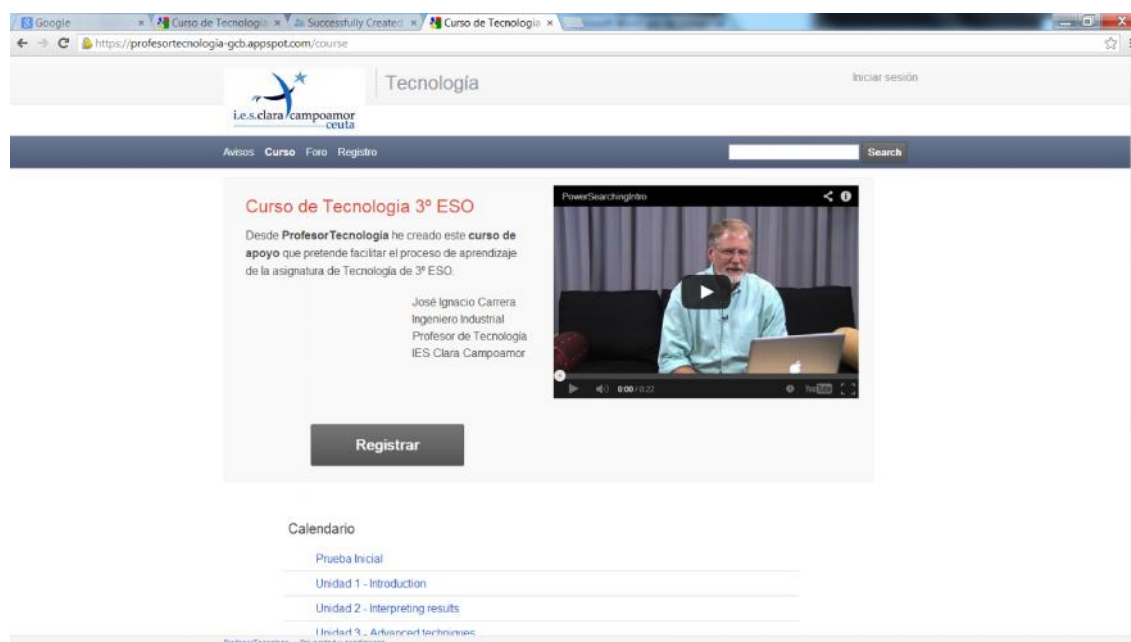 Google
Curso de Tecnologia
Successfully Created
Curso de Tecnologia
https://profesortecnologia-gcb.appspot.com/course
i.e.s.clara campoamor
ceuta
Tecnología
Iniciar sesión
Avisos Curso Foro Registro
Search
Curso de Tecnologia 3º ESO
Desde ProfesorTecnologia he creado este curso de
apoyo que pretende facilitar el proceso de aprendizaje
de la asignatura de Tecnología de 3º ESO.
José Ignacio Carrera
Ingeniero Industrial
Profesor de Tecnología
IES Clara Campoamor
PowerSearchingIntro
0:00 / 0:22
YouTube
Registrar
Calendario
Prueba Inicial
Unidad 1 - Introduction
Unidad 2 - Interpreting results
Unidad 3 - Advanced techniques